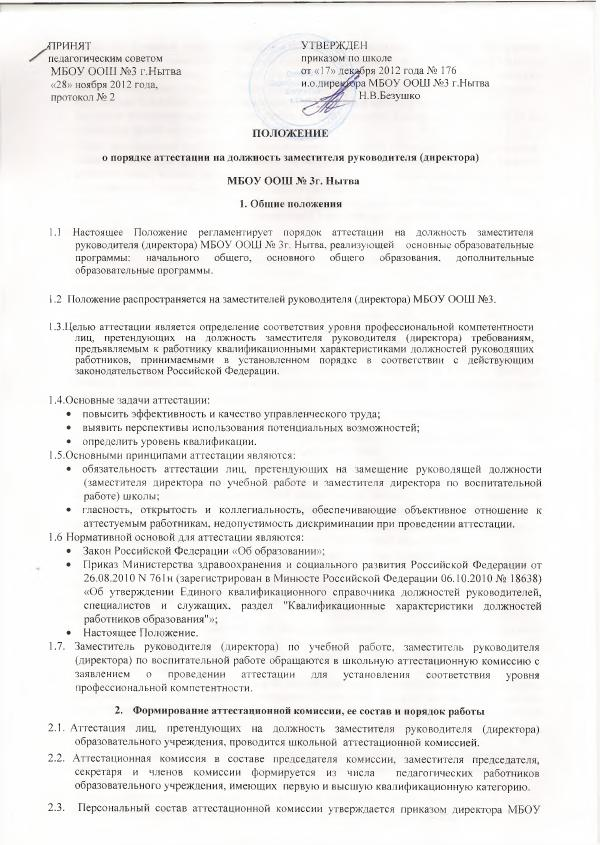 ПРИНЯТ
педагогическим советом
МБОУ ООШ №3 г.Нытва
«28» ноября 2012 года,
протокол № 2
УТВЕРЖДЕН
приказом по школе
от «17» декабря 2012 года № 176
и.о.директора МБОУ ООШ №3 г.Нытва
Н.В.Безушко
ПОЛОЖЕНИЕ
о порядке аттестации на должность заместителя руководителя (директора)
МБОУ ООШ № 3г. Нытва
1. Общие положения
1.1 Настоящее Положение регламентирует порядок аттестации на должность заместителя
руководителя (директора) МБОУ ООШ № 3г. Нытва, реализующей основные образовательные
программы: начального общего, основного общего образования, дополнительные
образовательные программы.
1.2 Положение распространяется на заместителей руководителя (директора) МБОУ ООШ №3.
1.3.Целью аттестации является определение соответствия уровня профессиональной компетентности
лиц, претендующих на должность заместителя руководителя (директора) требованиям,
предъявляемым к работнику квалификационными характеристиками должностей руководящих
работников, принимаемыми в установленном порядке в соответствии с действующим
законодательством Российской Федерации.
1.4.Основные задачи аттестации:
• повысить эффективность и качество управленческого труда;
• выявить перспективы использования потенциальных возможностей;
• определить уровень квалификации.
1.5.Основными принципами аттестации являются:
• обязательность аттестации лиц, претендующих на замещение руководящей должности
(заместителя директора по учебной работе и заместителя директора по воспитательной
работе) школы;
• гласность, открытость и коллегиальность, обеспечивающие объективное отношение к
аттестуемым работникам, недопустимость дискриминации при проведении аттестации.
1.6 Нормативной основой для аттестации являются:
• Закон Российской Федерации «Об образовании»;
• Приказ Министерства здравоохранения и социального развития Российской Федерации от
26.08.2010 N 761н (зарегистрирован в Минюсте Российской Федерации 06.10.2010 № 18638)
«Об утверждении Единого квалификационного справочника должностей руководителей,
специалистов и служащих, раздел "Квалификационные характеристики должностей
работников образования"»;
• Настоящее Положение.
1.7. Заместитель руководителя (директора) по учебной работе, заместитель руководителя
(директора) по воспитательной работе обращаются в школьную аттестационную комиссию с
заявлением о проведении аттестации для установления соответствия уровня
профессиональной компетентности.
2. Формирование аттестационной комиссии, ее состав и порядок работы
2.1. Аттестация лиц, претендующих на должность заместителя руководителя (директора)
образовательного учреждения, проводится школьной аттестационной комиссией.
2.2. Аттестационная комиссия в составе председателя комиссии, заместителя председателя,
секретаря и членов комиссии формируется из числа педагогических работников
образовательного учреждения, имеющих первую и высшую квалификационную категорию.
2.3. Персональный состав аттестационной комиссии утверждается приказом директора МБОУ